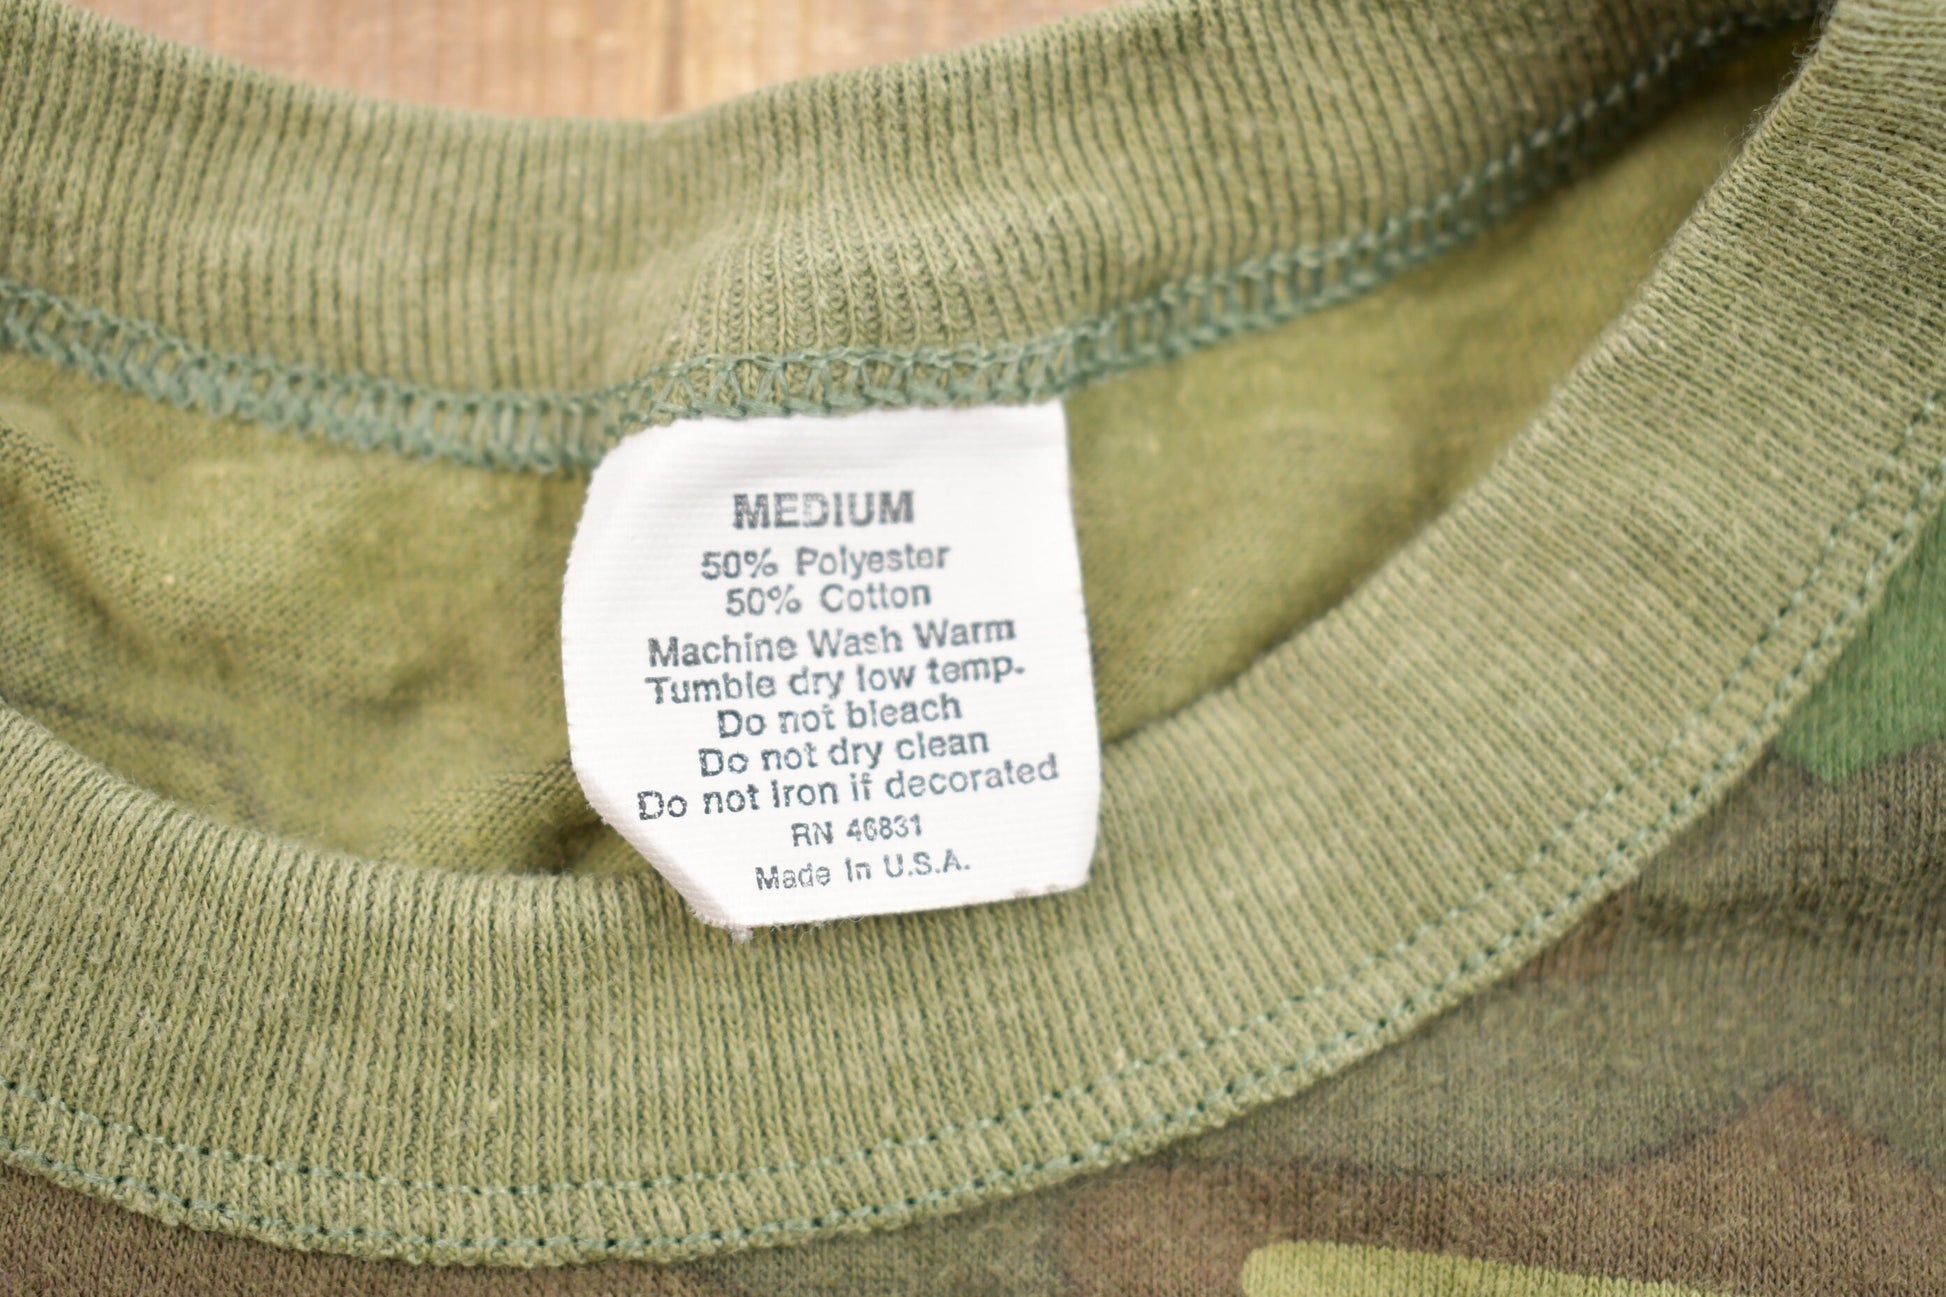 MEDIUM
50% Polyester
50% Cotton
Machine Wash Warm
Tumble dry low temp.
Do not bleach
Do not dry clean
Do not Iron if decorated
RN 46831
Made In U.S.A.